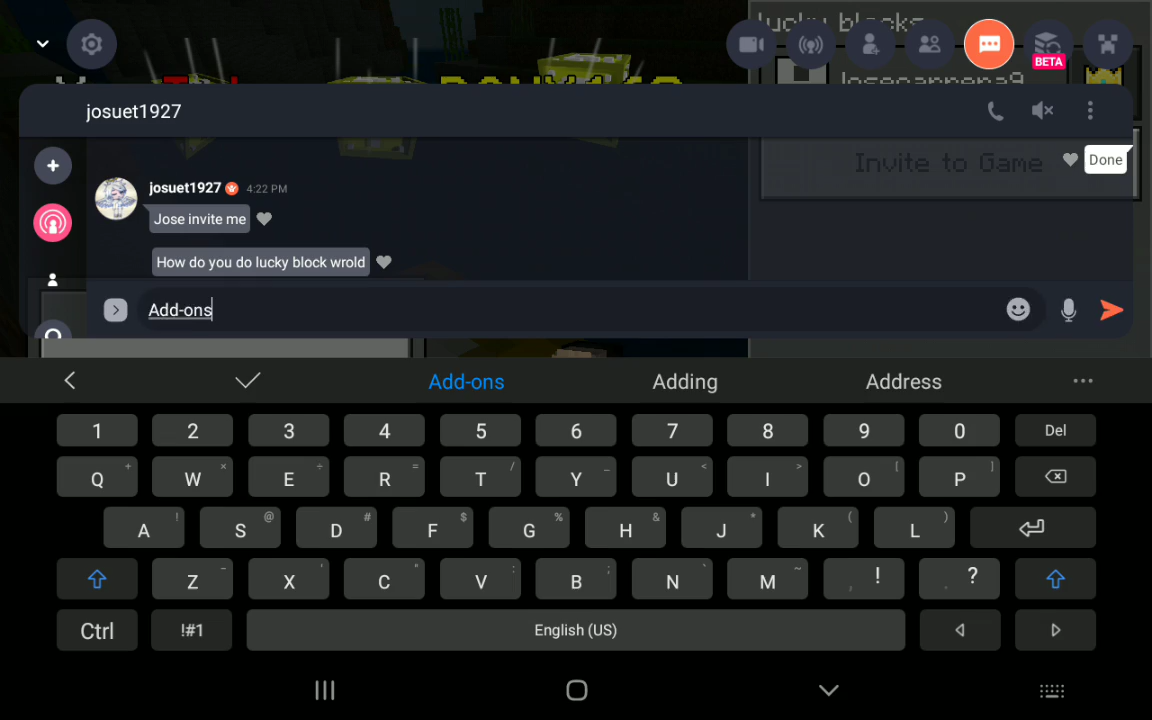 lucky blocks
BETA
josecarrera9
josuet1927
Invite to Game
Done
josuet1927 4:22 PM
Jose invite me
How do you do lucky block wrold
Add-ons
Add-ons Adding Address
1 2 3 4 5 6 7 8 9 0 Del
Q + W × E ÷ R = T / Y _ U < I > O [ P ]
A ! S @ D # F $ G % H & J * K ( L )
Z - X ' C " V : B ; N ` M ~ , ! . ?
Ctrl !#1 English (US)